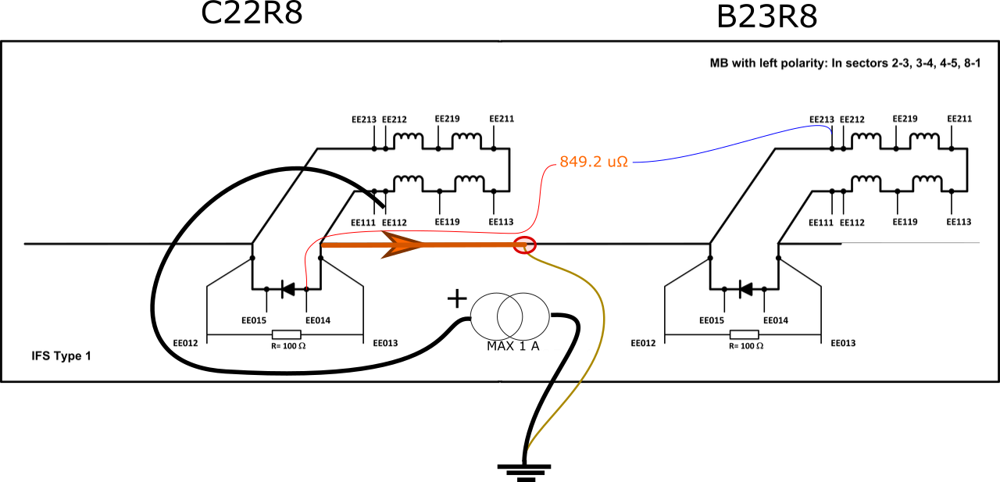 C22R8
B23R8
MB with left polarity: In sectors 2-3, 3-4, 4-5, 8-1
EE213 EE212 EE219 EE211
EE213 EE212 EE219 EE211
849.2 uΩ
EE111 EE112 EE119 EE113
EE111 EE112 EE119 EE113
+
EE015 EE014
EE015 EE014
EE012 R= 100 Ω EE013
MAX 1 A
EE012 R= 100 Ω EE013
IFS Type 1